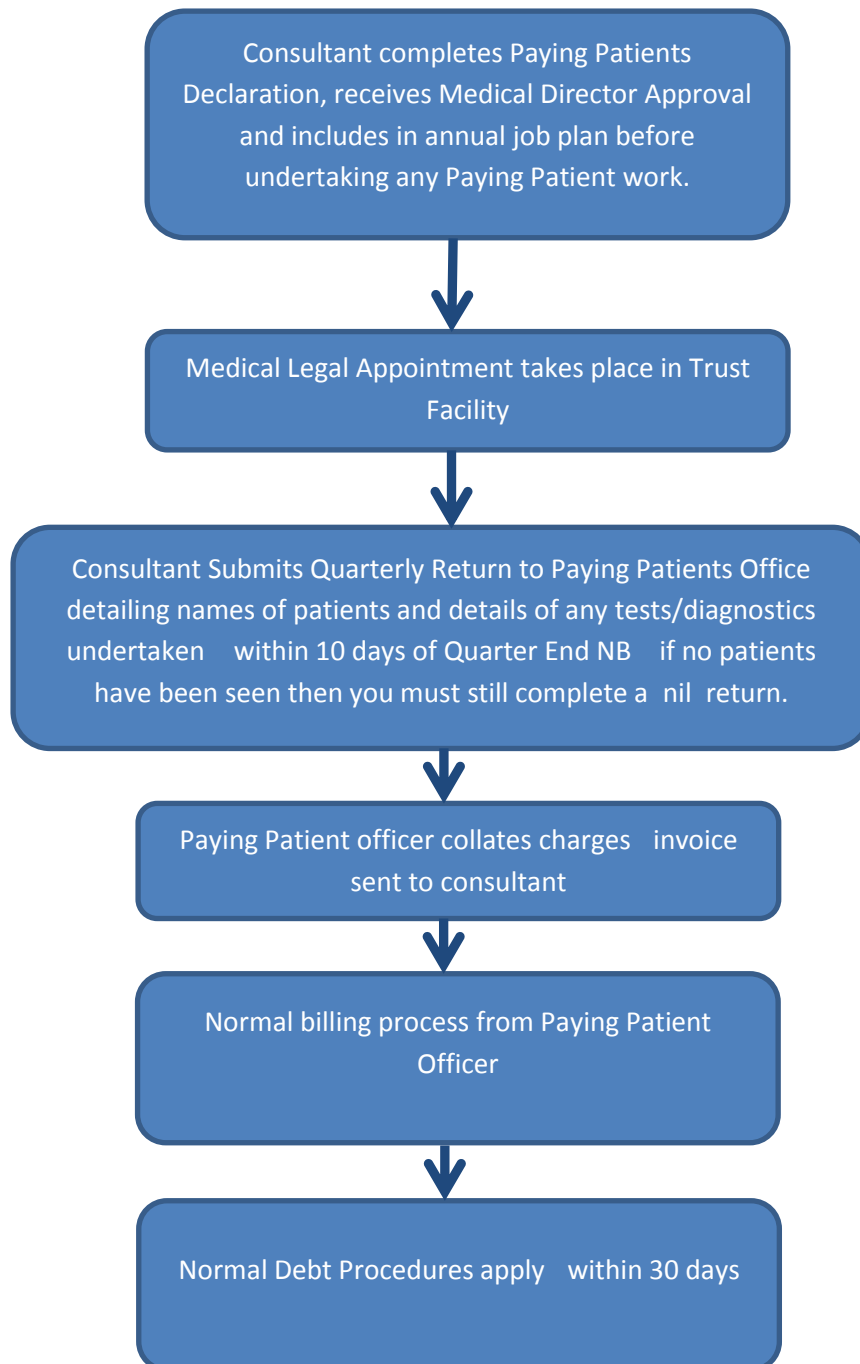 Consultant completes Paying Patients
Declaration, receives Medical Director Approval
and includes in annual job plan before
undertaking any Paying Patient work.
Medical Legal Appointment takes place in Trust
Facility
Consultant Submits Quarterly Return to Paying Patients Office
detailing names of patients and details of any tests/diagnostics
undertaken within 10 days of Quarter End NB if no patients
have been seen then you must still complete a nil return.
Paying Patient officer collates charges invoice
sent to consultant
Normal billing process from Paying Patient
Officer
Normal Debt Procedures apply within 30 days